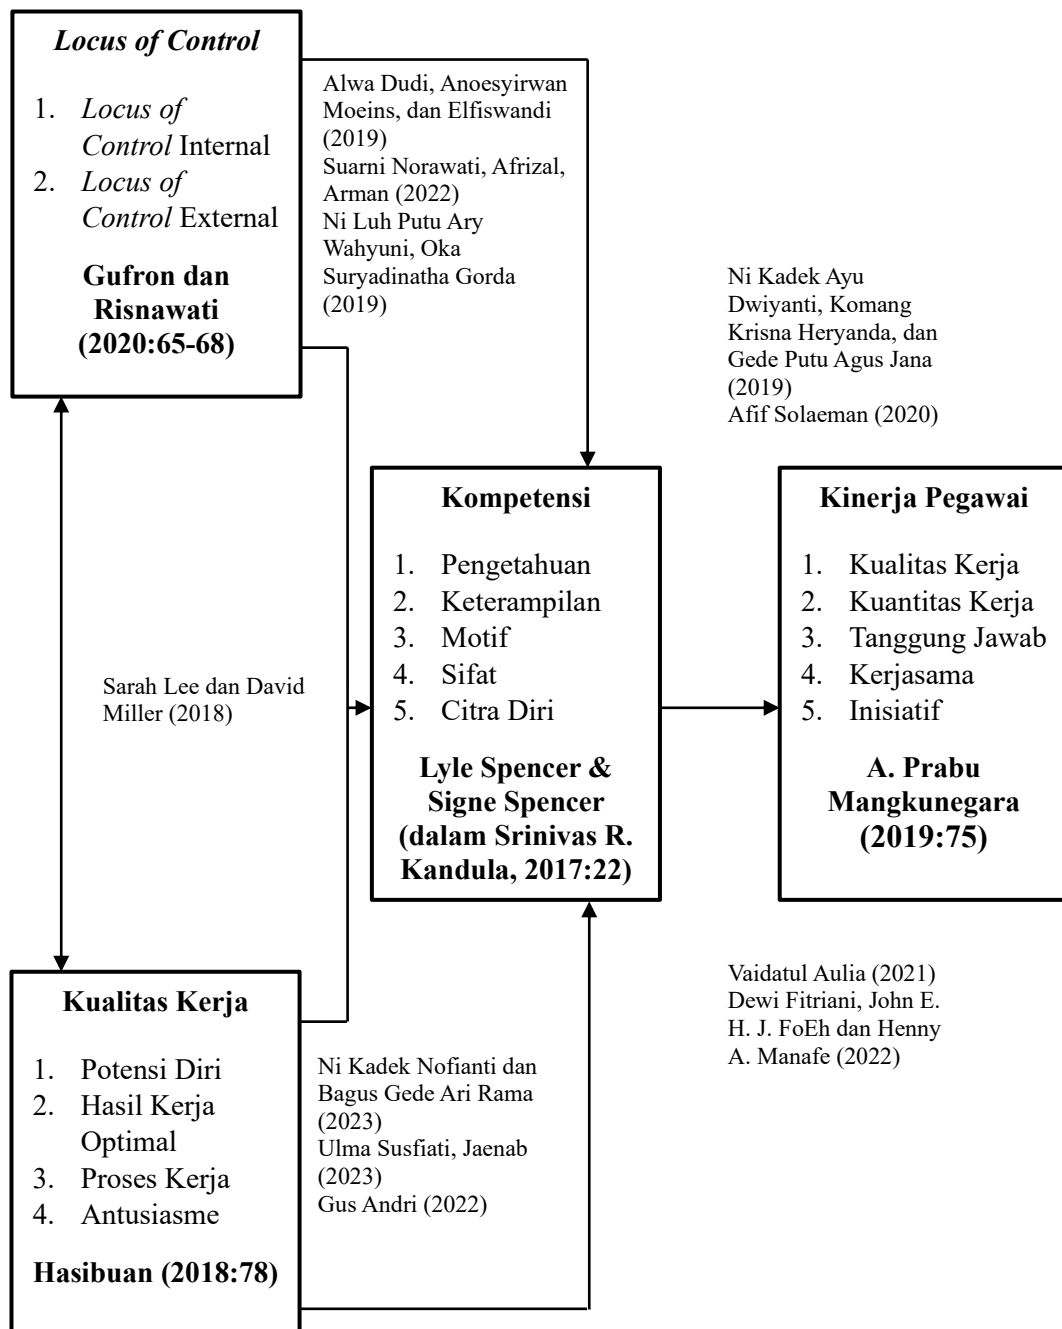 Locus of Control
1. Locus of
Control Internal
2. Locus of
Control External
Gufron dan
Risnawati
(2020:65-68)
Alwa Dudi, Anoesyirwan
Moeins, dan Elfiswandi
(2019)
Suarni Norawati, Afrizal,
Arman (2022)
Ni Luh Putu Ary
Wahyuni, Oka
Suryadinatha Gorda
(2019)
Ni Kadek Ayu
Dwiyanti, Komang
Krisna Heryanda, dan
Gede Putu Agus Jana
(2019)
Afif Solaeman (2020)
Kompetensi
1. Pengetahuan
2. Keterampilan
3. Motif
4. Sifat
5. Citra Diri
Lyle Spencer &
Signe Spencer
(dalam Srinivas R.
Kandula, 2017:22)
Kinerja Pegawai
1. Kualitas Kerja
2. Kuantitas Kerja
3. Tanggung Jawab
4. Kerjasama
5. Inisiatif
A. Prabu
Mangkunegara
(2019:75)
Sarah Lee dan David
Miller (2018)
Kualitas Kerja
1. Potensi Diri
2. Hasil Kerja
Optimal
3. Proses Kerja
4. Antusiasme
Hasibuan (2018:78)
Ni Kadek Nofianti dan
Bagus Gede Ari Rama
(2023)
Ulma Susfiati, Jaenab
(2023)
Gus Andri (2022)
Vaidatul Aulia (2021)
Dewi Fitriani, John E.
H. J. FoEh dan Henny
A. Manafe (2022)